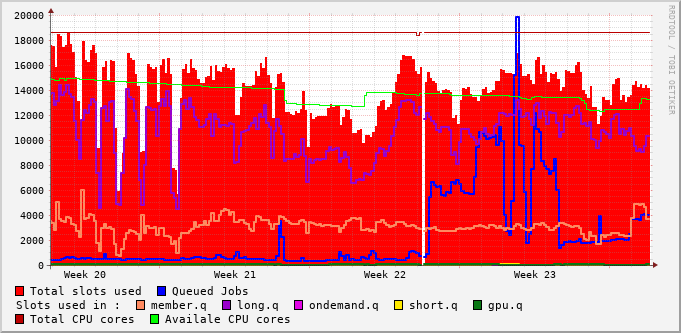 20000
18000
16000
14000
12000
10000
8000
6000
4000
2000
0
Week 20 Week 21 Week 22 Week 23
Total slots used Queued Jobs
Slots used in : member.q long.q ondemand.q short.q gpu.q
Total CPU cores Availale CPU cores
RRDTOOL / TOBI OETIKER